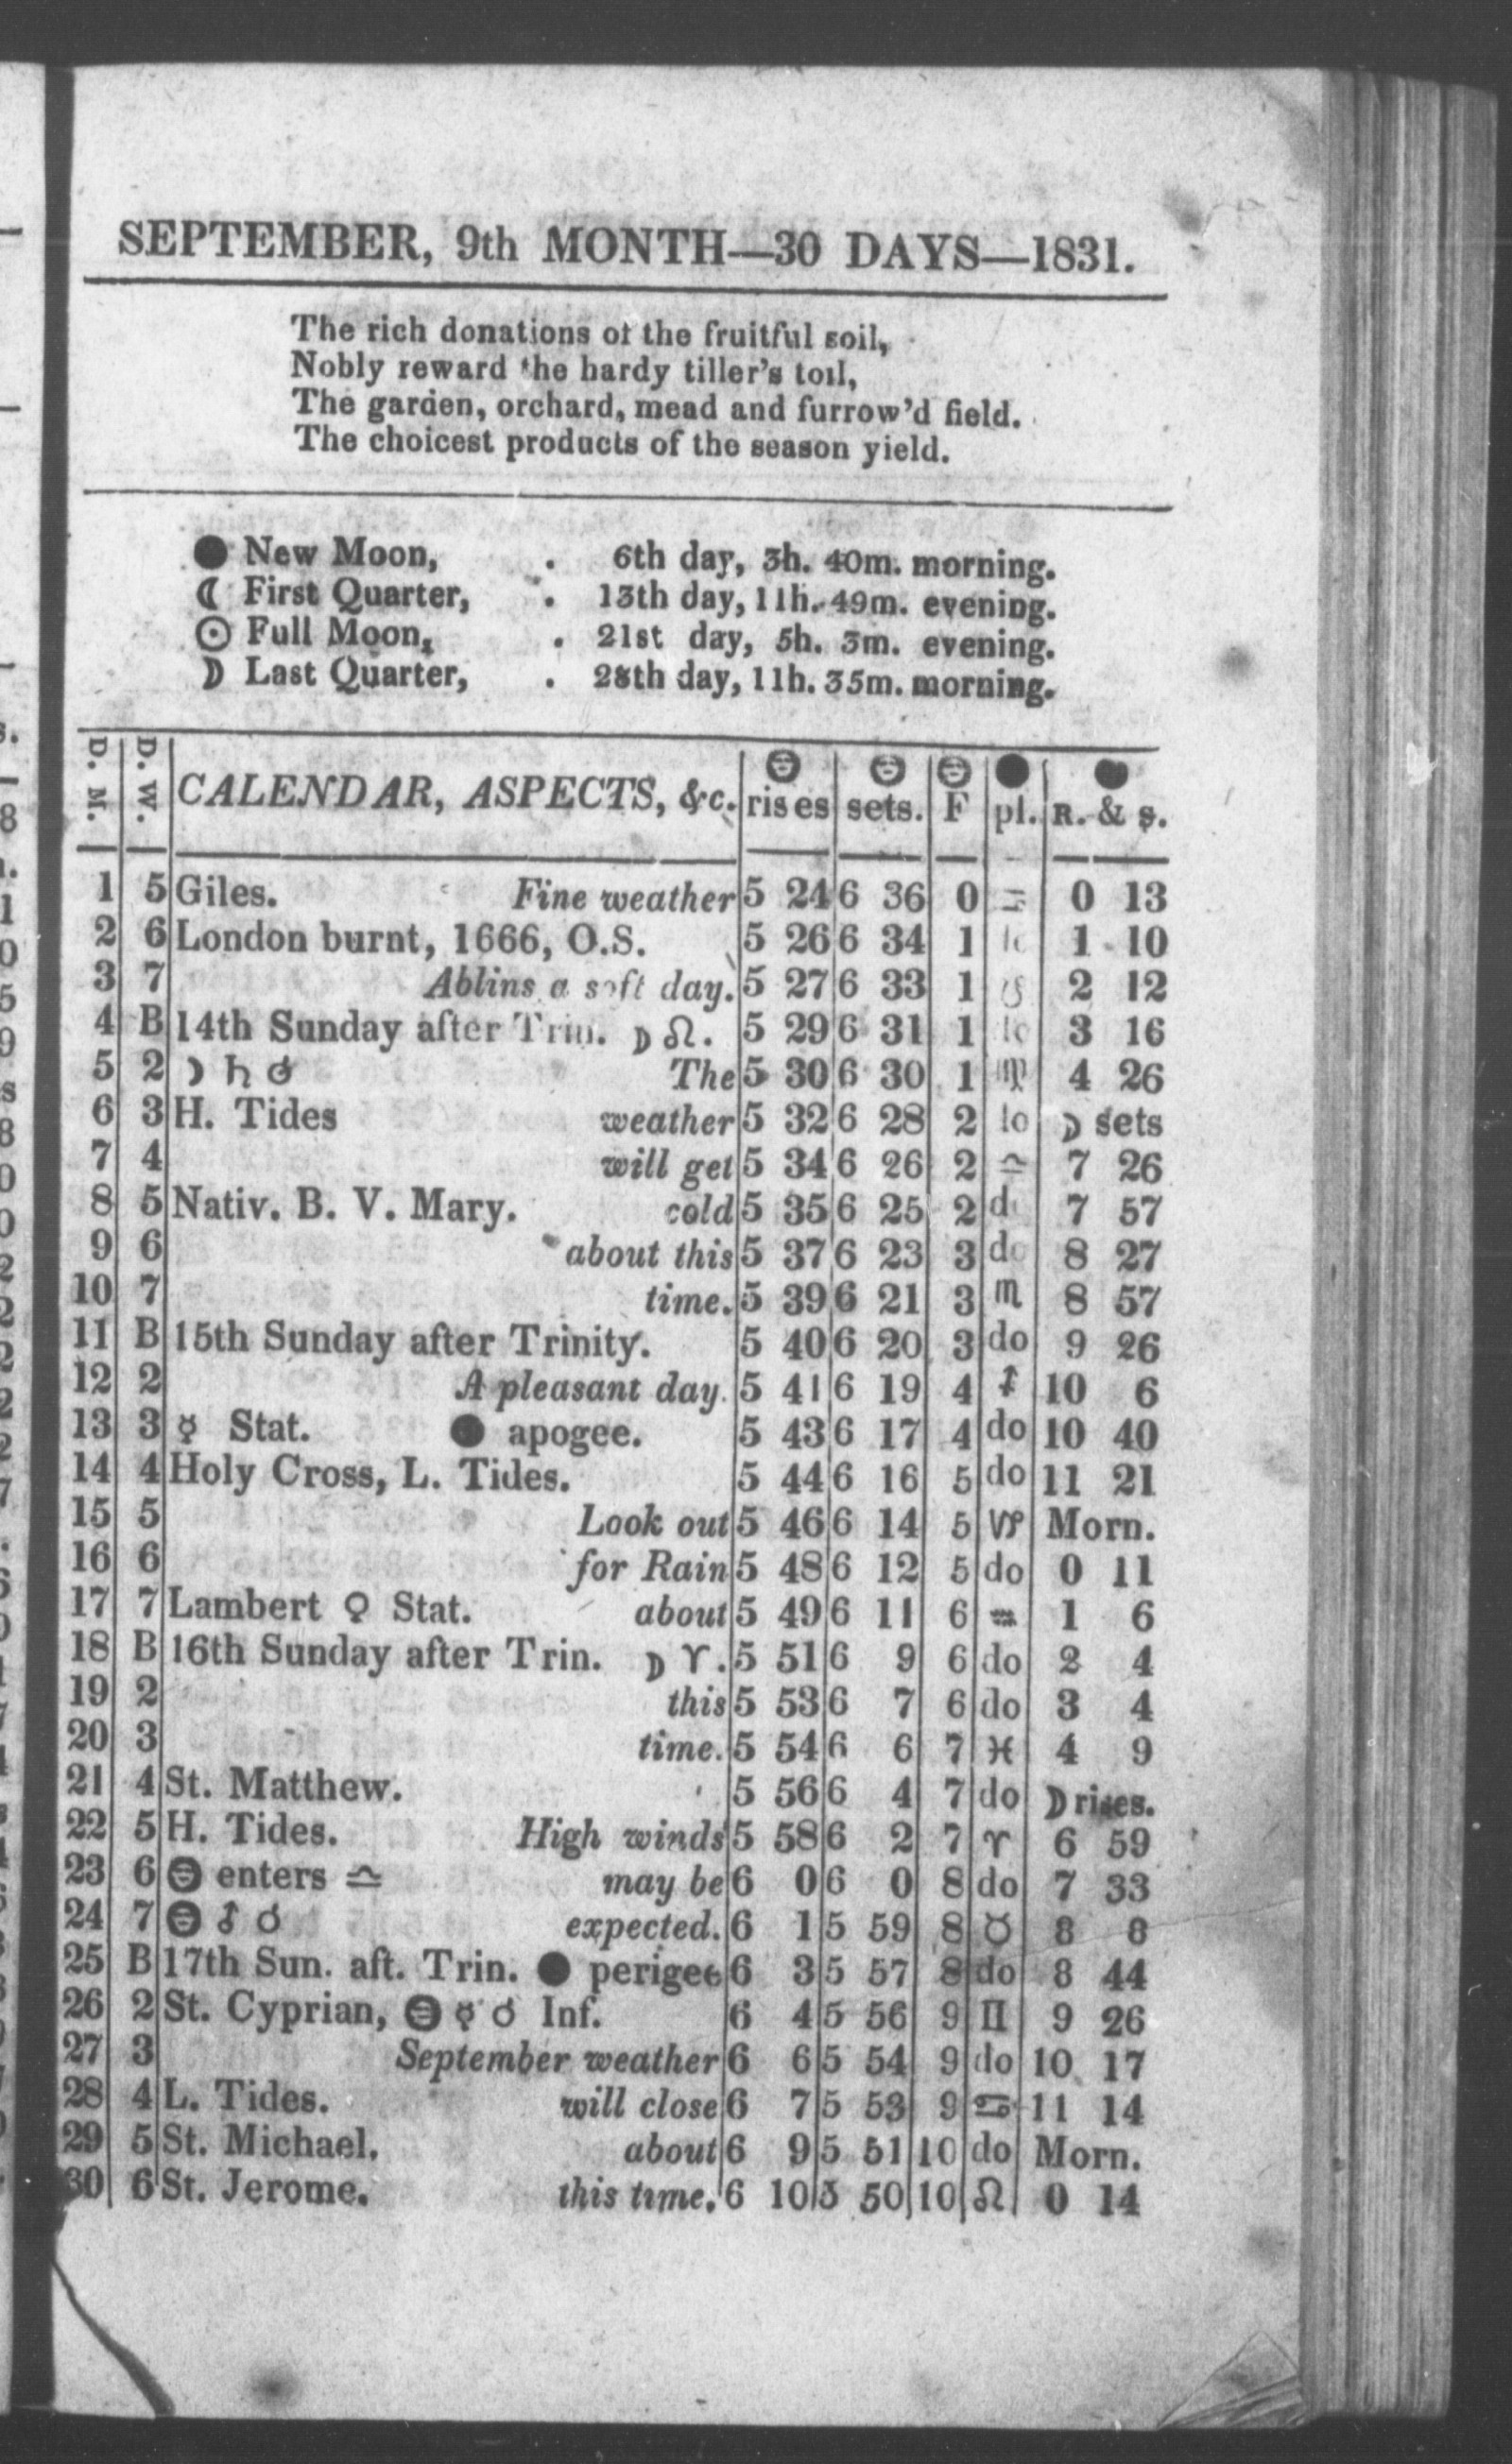 SEPTEMBER, 9th MONTH—30 DAYS—1831.
The rich donations of the fruitful soil,
Nobly reward the hardy tiller's toil,
The garden, orchard, mead and furrow'd field.
The choicest products of the season yield.
● New Moon, . 6th day, 3h. 40m. morning.
☾ First Quarter, . 13th day, 11h. 49m. evening.
☉ Full Moon, . 21st day, 5h. 3m. evening.
☽ Last Quarter, . 28th day, 11h. 35m. morning.
D. M. D. W. CALENDAR, ASPECTS, &c. ☉ rises ☉ sets. ☉ F ● pl. ● R. & s.
1 5 Giles. Fine weather 5 24 6 36 0 0 13
2 6 London burnt, 1666, O.S. 5 26 6 34 1 1 10
3 7 Ablins a soft day. 5 27 6 33 1 2 12
4 B 14th Sunday after Trin. ☽ ☊. 5 29 6 31 1 3 16
5 2 ☽ ♄ ☌ The 5 30 6 30 1 ♍ 4 26
6 3 H. Tides weather 5 32 6 28 2 ☽ sets
7 4 will get 5 34 6 26 2 ♎ 7 26
8 5 Nativ. B. V. Mary. cold 5 35 6 25 2 7 57
9 6 about this 5 37 6 23 3 do 8 27
10 7 time. 5 39 6 21 3 ♏ 8 57
11 B 15th Sunday after Trinity. 5 40 6 20 3 do 9 26
12 2 A pleasant day. 5 41 6 19 4 ♐ 10 6
13 3 ☿ Stat. ● apogee. 5 43 6 17 4 do 10 40
14 4 Holy Cross, L. Tides. 5 44 6 16 5 do 11 21
15 5 Look out 5 46 6 14 5 ♑ Morn.
16 6 for Rain 5 48 6 12 5 do 0 11
17 7 Lambert ♀ Stat. about 5 49 6 11 6 ♒ 1 6
18 B 16th Sunday after Trin. ☽ ♈. 5 51 6 9 6 do 2 4
19 2 this 5 53 6 7 6 do 3 4
20 3 time. 5 54 6 6 7 ♓ 4 9
21 4 St. Matthew. 5 56 6 4 7 do ☽ rises.
22 5 H. Tides. High winds 5 58 6 2 7 ♈ 6 59
23 6 ☉ enters ♎ may be 6 0 6 0 8 do 7 33
24 7 ☉ ⚷ ☌ expected. 6 1 5 59 8 ♉ 8 8
25 B 17th Sun. aft. Trin. ● perigee 6 3 5 57 8 do 8 44
26 2 St. Cyprian, ☉ ☿ ☌ Inf. 6 4 5 56 9 ♊ 9 26
27 3 September weather 6 6 5 54 9 do 10 17
28 4 L. Tides. will close 6 7 5 53 9 ♋ 11 14
29 5 St. Michael. about 6 9 5 51 10 do Morn.
30 6 St. Jerome. this time. 6 10 5 50 10 ♌ 0 14